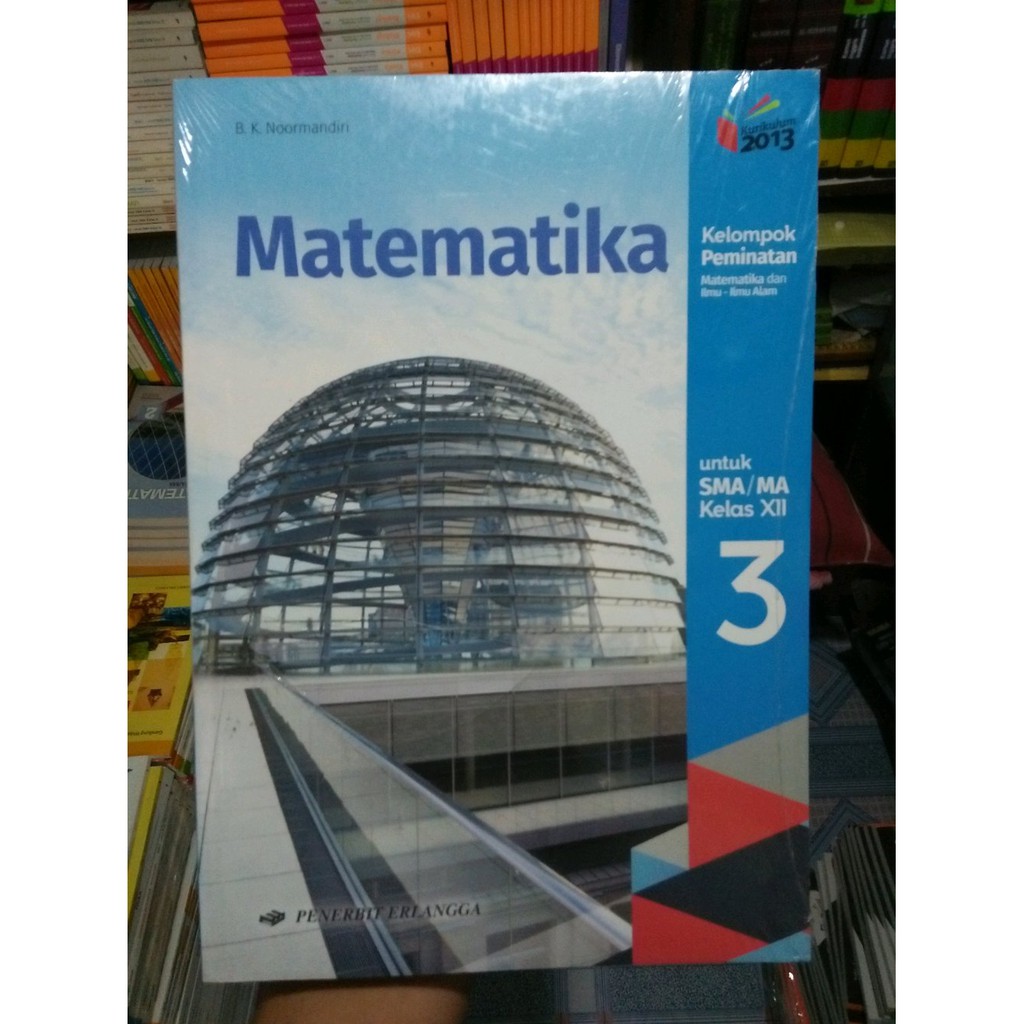 B. K. Noormandiri
Matematika
Kurikulum
2013
Kelompok
Peminatan
Matematika dan
Ilmu - Ilmu Alam
untuk
SMA/MA
Kelas XII
3
PENERBIT ERLANGGA